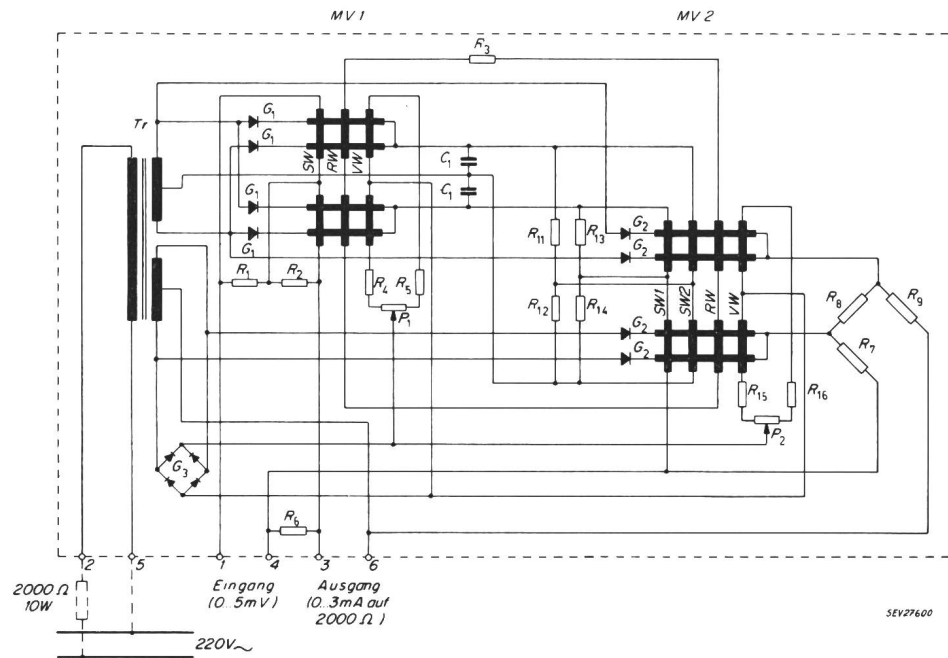 MV 1
MV 2
R3
Tr
G1
G1
G1
G1
SW
RW
VW
C1
C1
R1
R2
R4
R5
P1
R11
R13
R12
R14
G2
G2
G2
G2
SW1
SW2
RW
VW
R8
R9
R7
R15
R16
P2
G3
R6
2
5
1
4
3
6
2000 Ω
10W
Eingang
(0...5mV)
Ausgang
(0...3mA auf
2000 Ω)
220V~
SEV27600